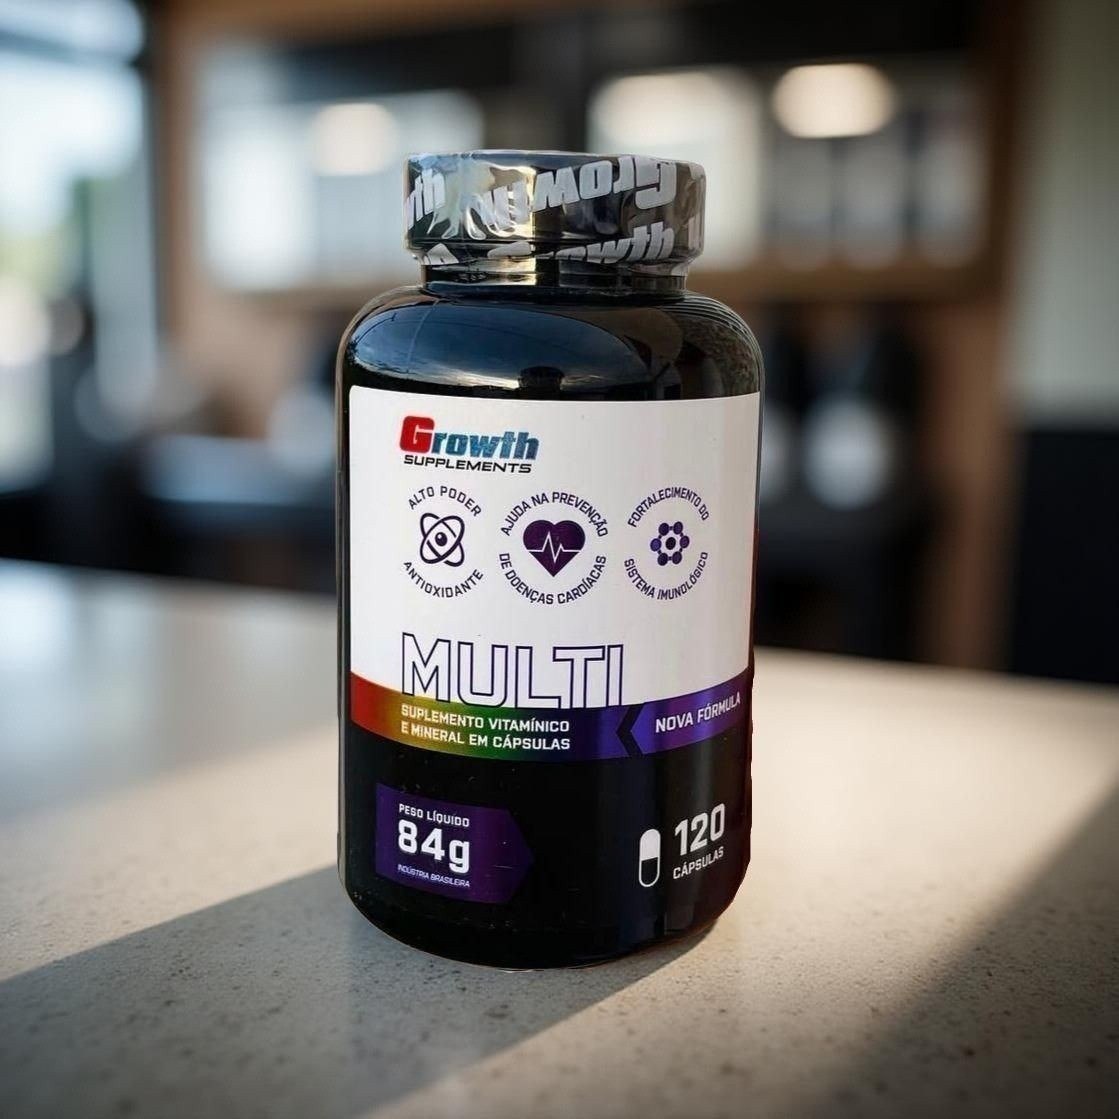 Growth
Growth
Growth
SUPPLEMENTS
ALTO PODER
ANTIOXIDANTE
AJUDA NA PREVENÇÃO
DE DOENÇAS CARDÍACAS
FORTALECIMENTO DO
SISTEMA IMUNOLÓGICO
MULTI
SUPLEMENTO VITAMÍNICO
E MINERAL EM CÁPSULAS
NOVA FÓRMULA
PESO LÍQUIDO
84g
INDÚSTRIA BRASILEIRA
120
CÁPSULAS